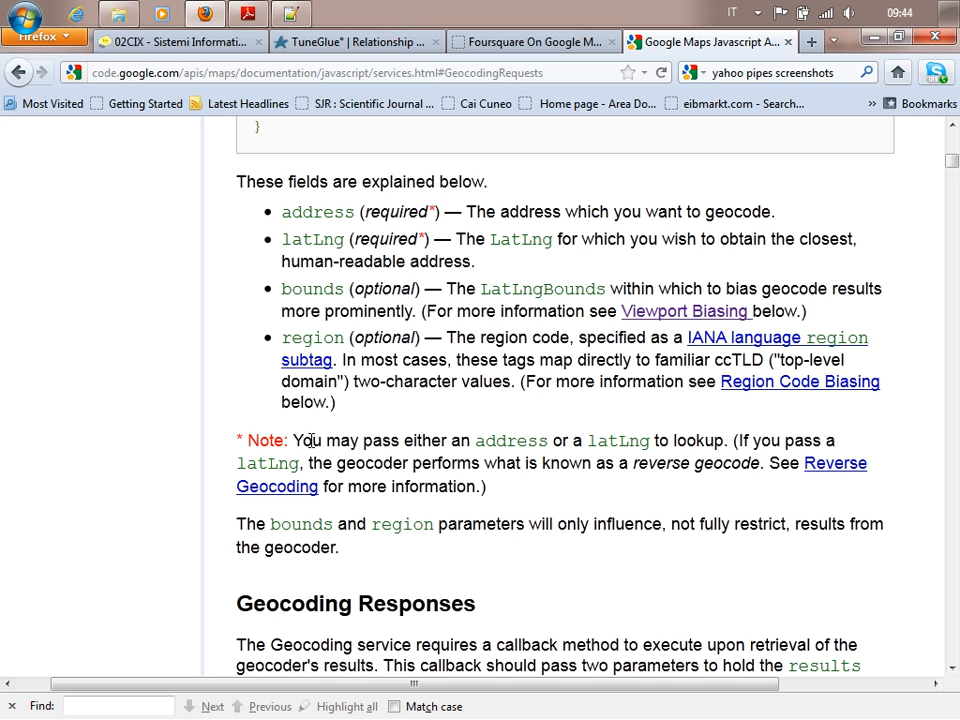 IT
09:44
Firefox
02CIX - Sistemi Informati...
TuneGlue° | Relationship ...
Foursquare On Google M...
Google Maps Javascript A...
code.google.com/apis/maps/documentation/javascript/services.html#GeocodingRequests
yahoo pipes screenshots
Most Visited
Getting Started
Latest Headlines
SJR : Scientific Journal ...
Cai Cuneo
Home page - Area Do...
eibmarkt.com - Search...
»
Bookmarks
}
These fields are explained below.
• address (required*) — The address which you want to geocode.
• latLng (required*) — The LatLng for which you wish to obtain the closest,
human-readable address.
• bounds (optional) — The LatLngBounds within which to bias geocode results
more prominently. (For more information see Viewport Biasing below.)
• region (optional) — The region code, specified as a IANA language region
subtag. In most cases, these tags map directly to familiar ccTLD ("top-level
domain") two-character values. (For more information see Region Code Biasing
below.)
* Note: You may pass either an address or a latLng to lookup. (If you pass a
latLng, the geocoder performs what is known as a reverse geocode. See Reverse
Geocoding for more information.)
The bounds and region parameters will only influence, not fully restrict, results from
the geocoder.
Geocoding Responses
The Geocoding service requires a callback method to execute upon retrieval of the
geocoder's results. This callback should pass two parameters to hold the results
Find:
Next
Previous
Highlight all
Match case